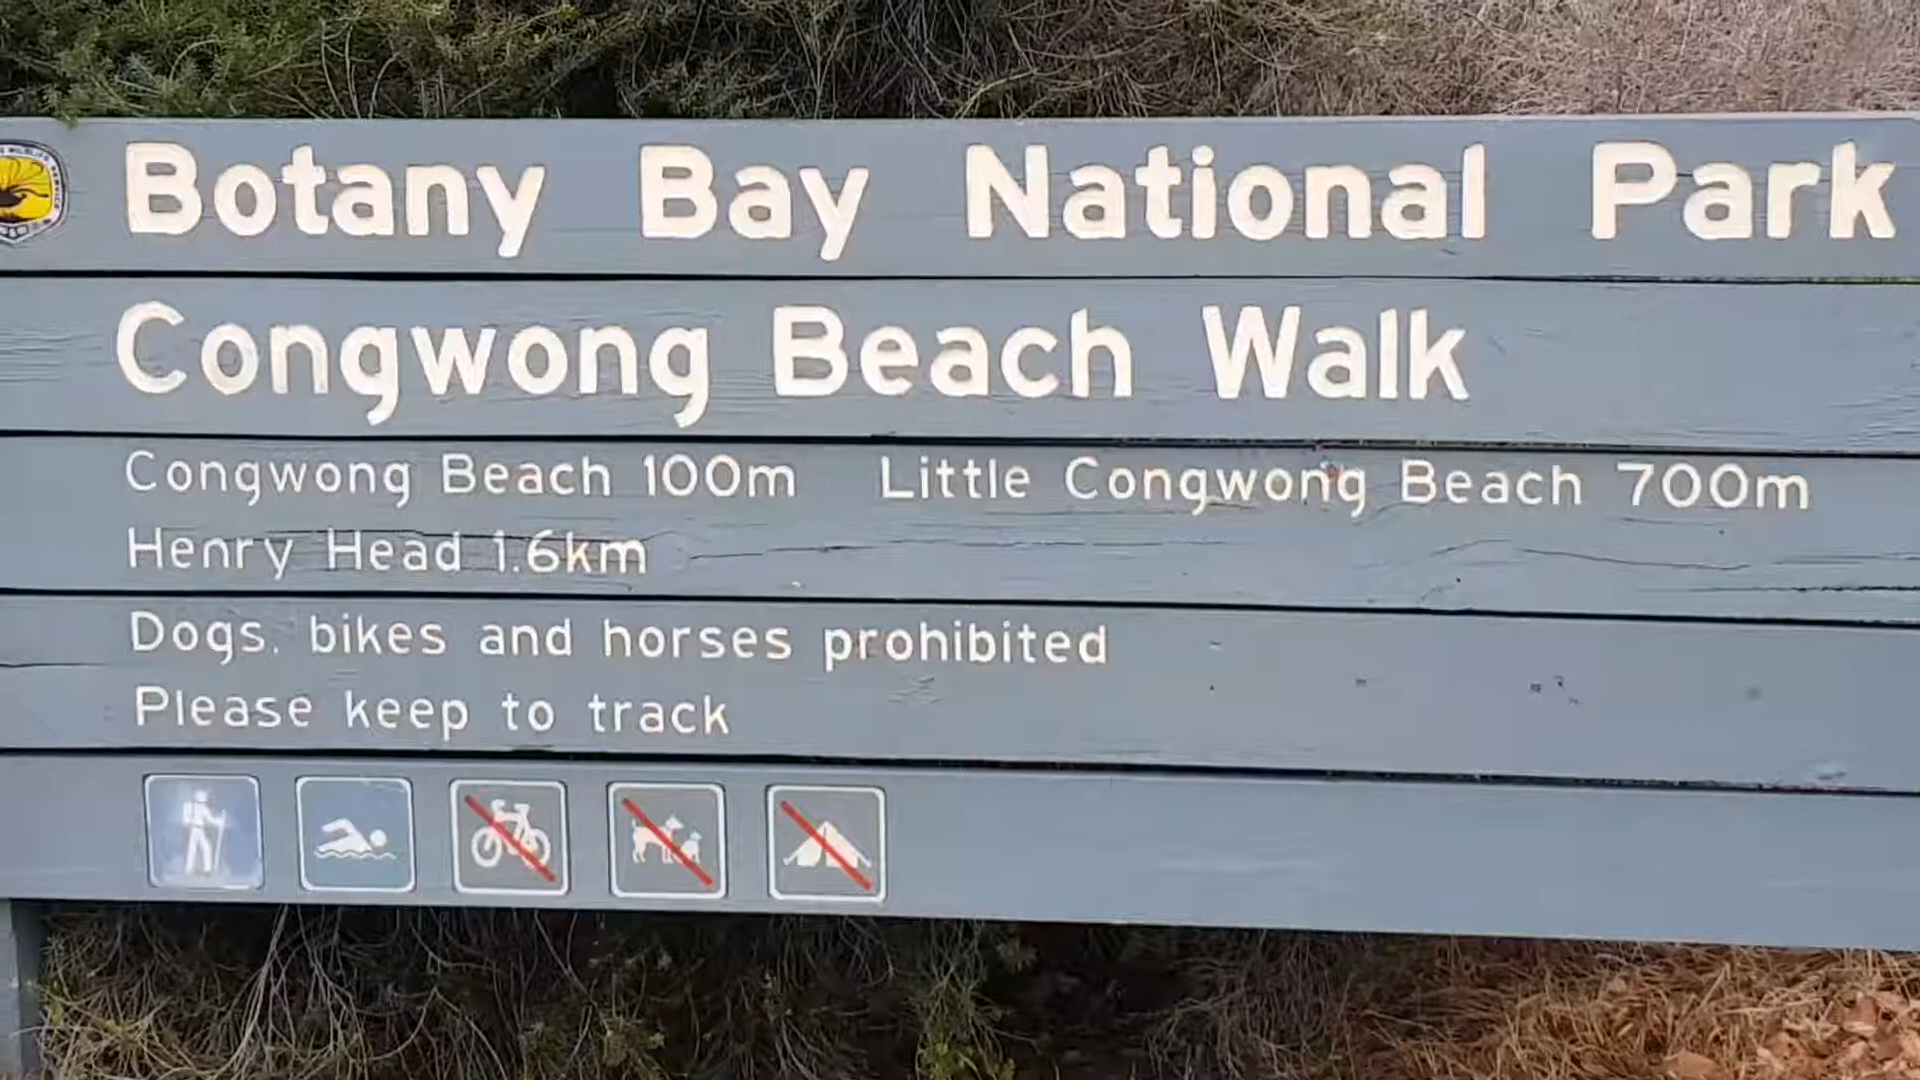 Botany Bay National Park
Congwong Beach Walk
Congwong Beach 100m Little Congwong Beach 700m
Henry Head 1.6km
Dogs, bikes and horses prohibited
Please keep to track